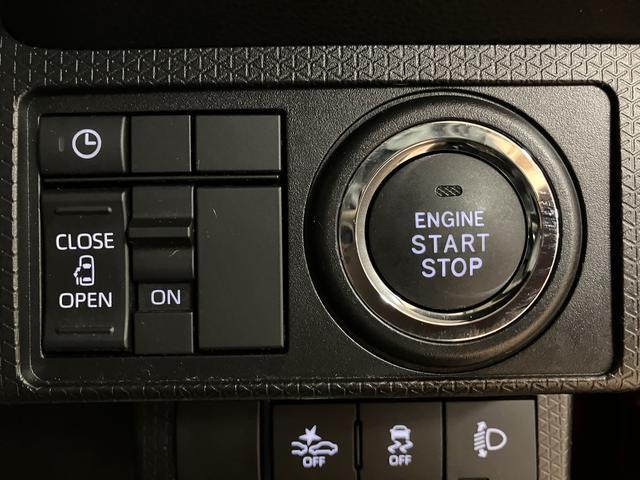 CLOSE
OPEN
ON
ENGINE
START
STOP
OFF
OFF